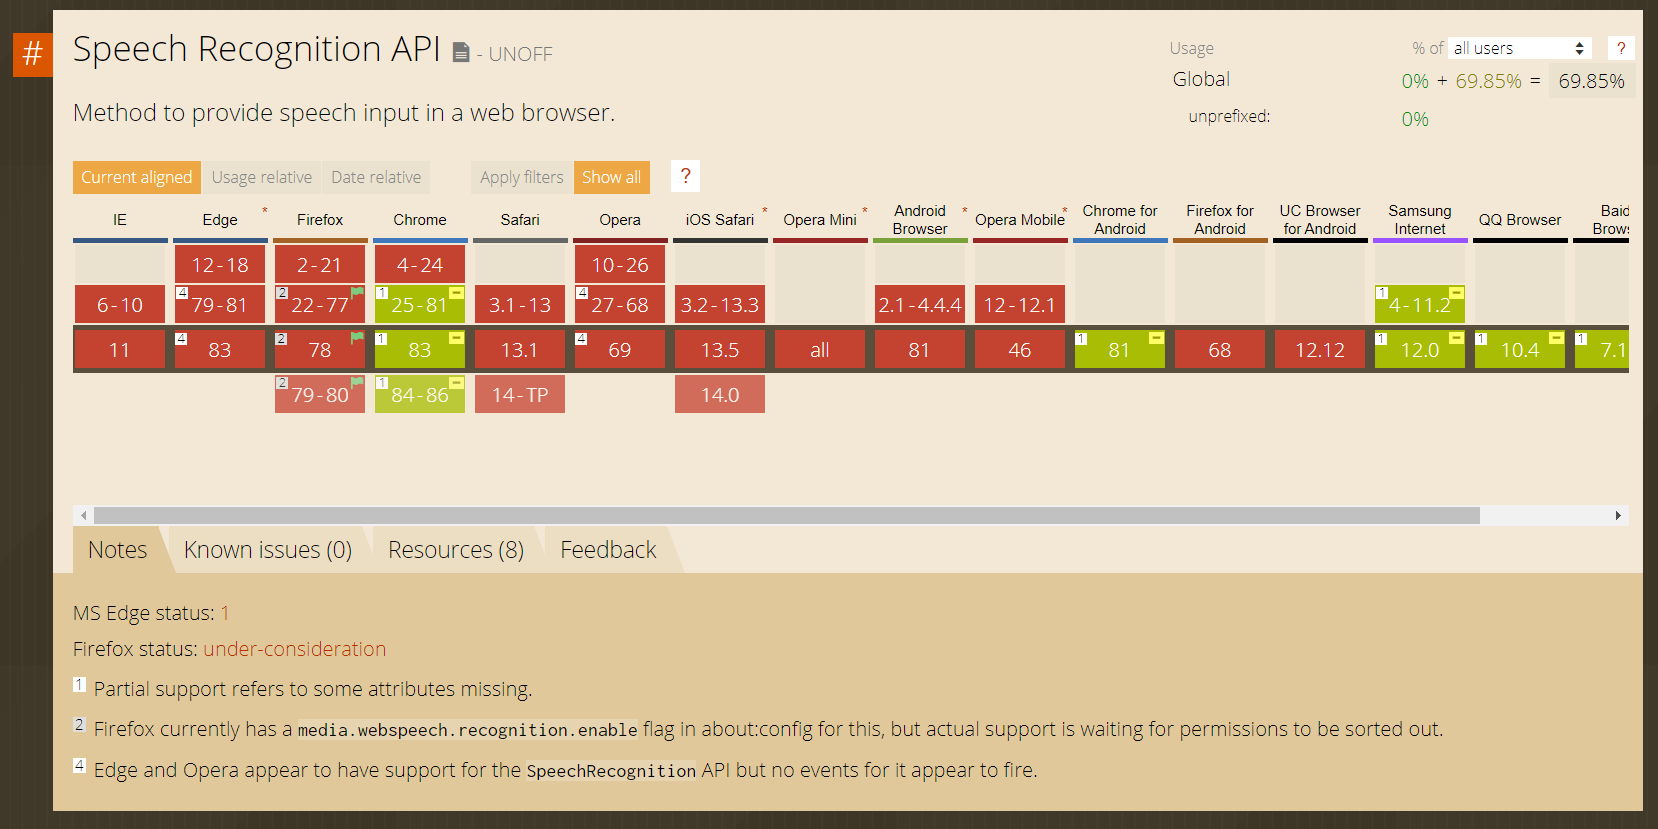 #
Speech Recognition API - UNOFF
Usage % of all users ?
Global 0% + 69.85% = 69.85%
Method to provide speech input in a web browser.
unprefixed: 0%
Current aligned Usage relative Date relative Apply filters Show all ?
IE Edge * Firefox Chrome Safari Opera iOS Safari * Opera Mini * Android Browser * Opera Mobile * Chrome for Android Firefox for Android UC Browser for Android Samsung Internet QQ Browser Baid Brows
12-18 2-21 4-24 10-26
6-10 4 79-81 2 22-77 1 25-81 3.1-13 4 27-68 3.2-13.3 2.1-4.4.4 12-12.1 1 4-11.2
11 4 83 2 78 1 83 13.1 4 69 13.5 all 81 46 1 81 68 12.12 1 12.0 1 10.4 1 7.1
2 79-80 1 84-86 14-TP 14.0
Notes Known issues (0) Resources (8) Feedback
MS Edge status: 1
Firefox status: under-consideration
1 Partial support refers to some attributes missing.
2 Firefox currently has a media.webspeech.recognition.enable flag in about:config for this, but actual support is waiting for permissions to be sorted out.
4 Edge and Opera appear to have support for the SpeechRecognition API but no events for it appear to fire.